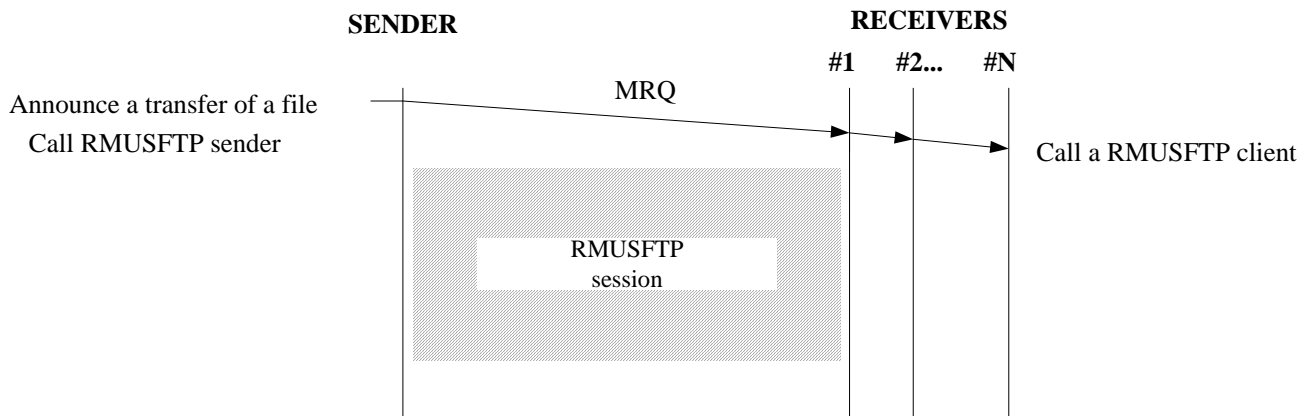 SENDER
RECEIVERS
#1 #2... #N
MRQ
Announce a transfer of a file
Call RMUSFTP sender
Call a RMUSFTP client
RMUSFTP
session